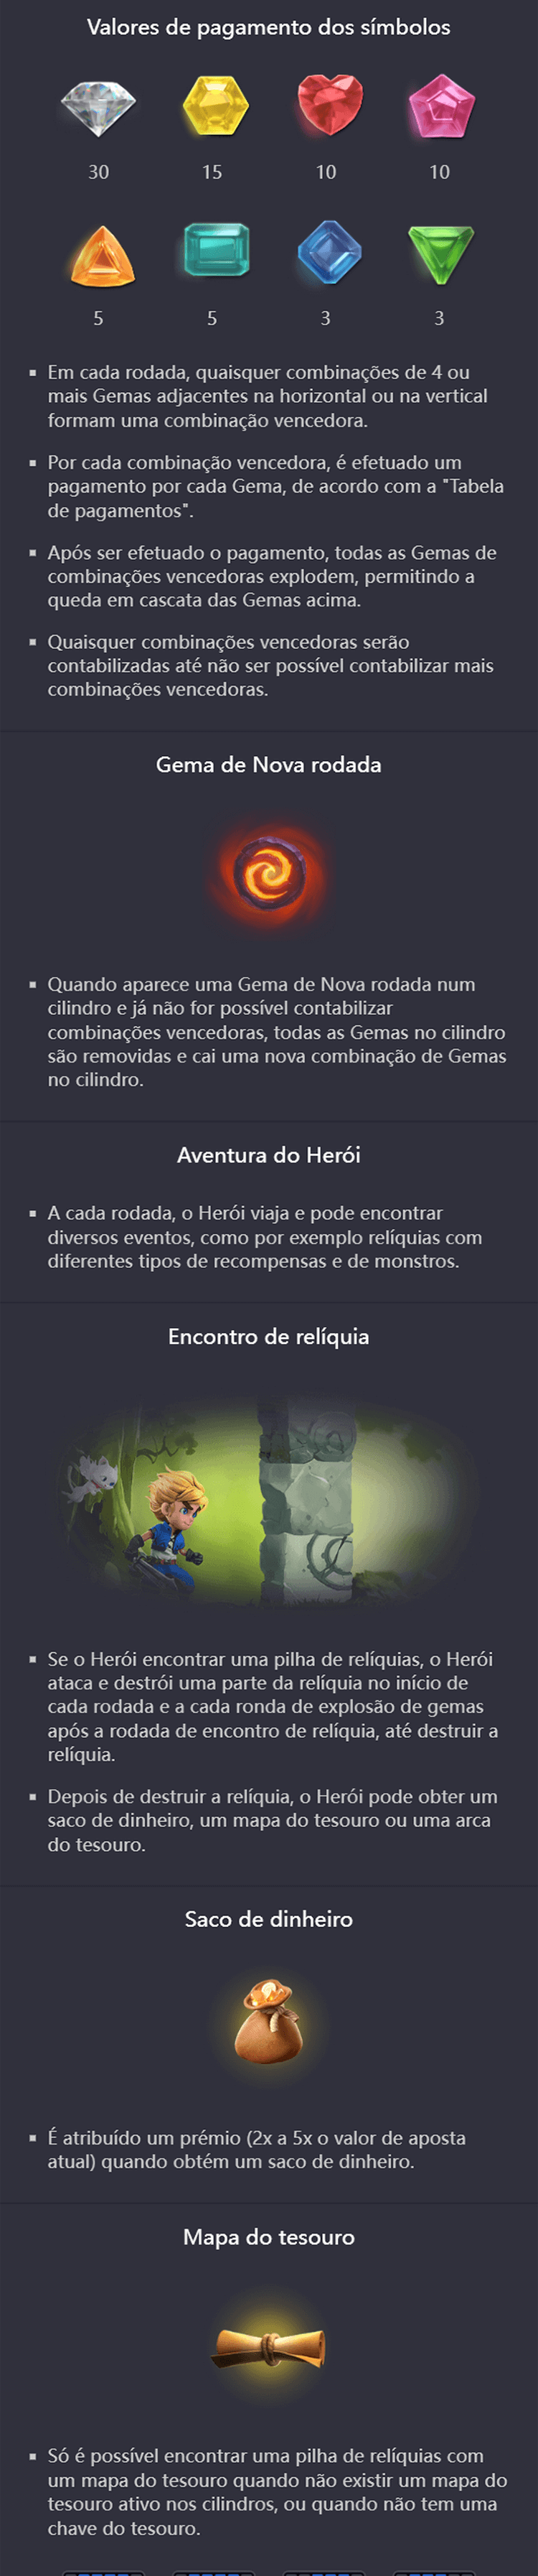 Valores de pagamento dos símbolos
30 15 10 10
5 5 3 3
▪ Em cada rodada, quaisquer combinações de 4 ou
mais Gemas adjacentes na horizontal ou na vertical
formam uma combinação vencedora.
▪ Por cada combinação vencedora, é efetuado um
pagamento por cada Gema, de acordo com a "Tabela
de pagamentos".
▪ Após ser efetuado o pagamento, todas as Gemas de
combinações vencedoras explodem, permitindo a
queda em cascata das Gemas acima.
▪ Quaisquer combinações vencedoras serão
contabilizadas até não ser possível contabilizar mais
combinações vencedoras.
Gema de Nova rodada
▪ Quando aparece uma Gema de Nova rodada num
cilindro e já não for possível contabilizar
combinações vencedoras, todas as Gemas no cilindro
são removidas e cai uma nova combinação de Gemas
no cilindro.
Aventura do Herói
▪ A cada rodada, o Herói viaja e pode encontrar
diversos eventos, como por exemplo relíquias com
diferentes tipos de recompensas e de monstros.
Encontro de relíquia
▪ Se o Herói encontrar uma pilha de relíquias, o Herói
ataca e destrói uma parte da relíquia no início de
cada rodada e a cada ronda de explosão de gemas
após a rodada de encontro de relíquia, até destruir a
relíquia.
▪ Depois de destruir a relíquia, o Herói pode obter um
saco de dinheiro, um mapa do tesouro ou uma arca
do tesouro.
Saco de dinheiro
▪ É atribuído um prémio (2x a 5x o valor de aposta
atual) quando obtém um saco de dinheiro.
Mapa do tesouro
▪ Só é possível encontrar uma pilha de relíquias com
um mapa do tesouro quando não existir um mapa do
tesouro ativo nos cilindros, ou quando não tem uma
chave do tesouro.